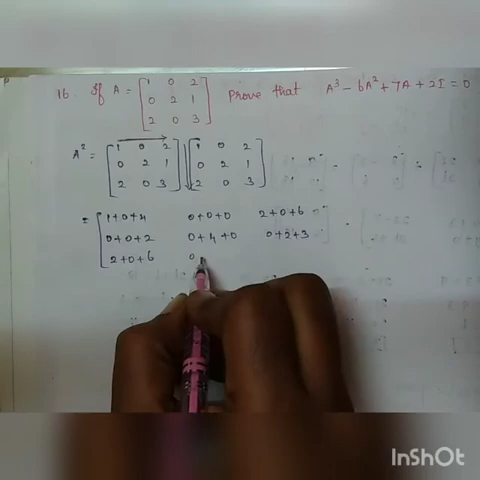 16. If A = [1 0 2 Prove that A³ - 6A² + 7A + 2I = 0
0 2 1
2 0 3]
A² = [1 0 2 [1 0 2
0 2 1 0 2 1
2 0 3] 2 0 3]
= [1+0+4 0+0+0 2+0+6
0+0+2 0+4+0 0+2+3
2+0+6 0
InShOt